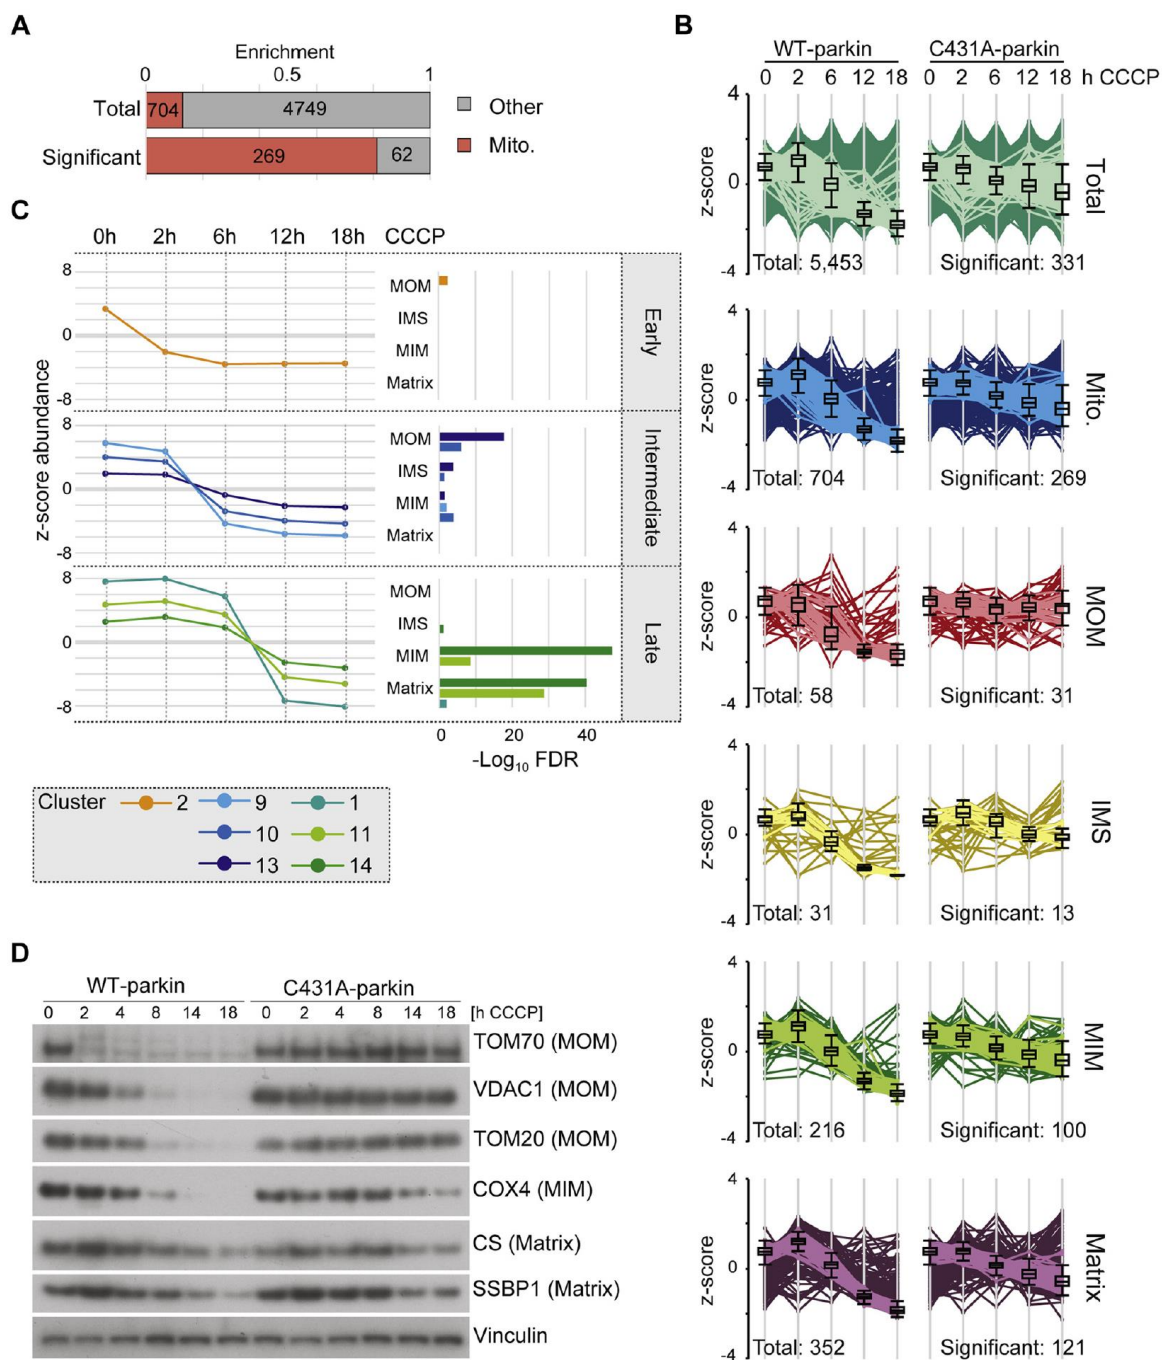 A
Enrichment
0 0.5 1
Total 704 4749
Significant 269 62
Other
Mito.
B
WT-parkin C431A-parkin
0 2 6 12 18 0 2 6 12 18 h CCCP
4
0
-4
z-score
Total: 5,453 Significant: 331
Total
4
0
-4
z-score
Total: 704 Significant: 269
Mito.
4
0
-4
z-score
Total: 58 Significant: 31
MOM
4
0
-4
z-score
Total: 31 Significant: 13
IMS
4
0
-4
z-score
Total: 216 Significant: 100
MIM
4
0
-4
z-score
Total: 352 Significant: 121
Matrix
C
0h 2h 6h 12h 18h CCCP
z-score abundance
8
0
-8
MOM
IMS
MIM
Matrix
Early
8
0
-8
MOM
IMS
MIM
Matrix
Intermediate
8
0
-8
MOM
IMS
MIM
Matrix
Late
0 20 40
-Log10 FDR
Cluster 2 9 1
10 11
13 14
D
WT-parkin C431A-parkin
0 2 4 8 14 18 0 2 4 8 14 18 [h CCCP]
TOM70 (MOM)
VDAC1 (MOM)
TOM20 (MOM)
COX4 (MIM)
CS (Matrix)
SSBP1 (Matrix)
Vinculin